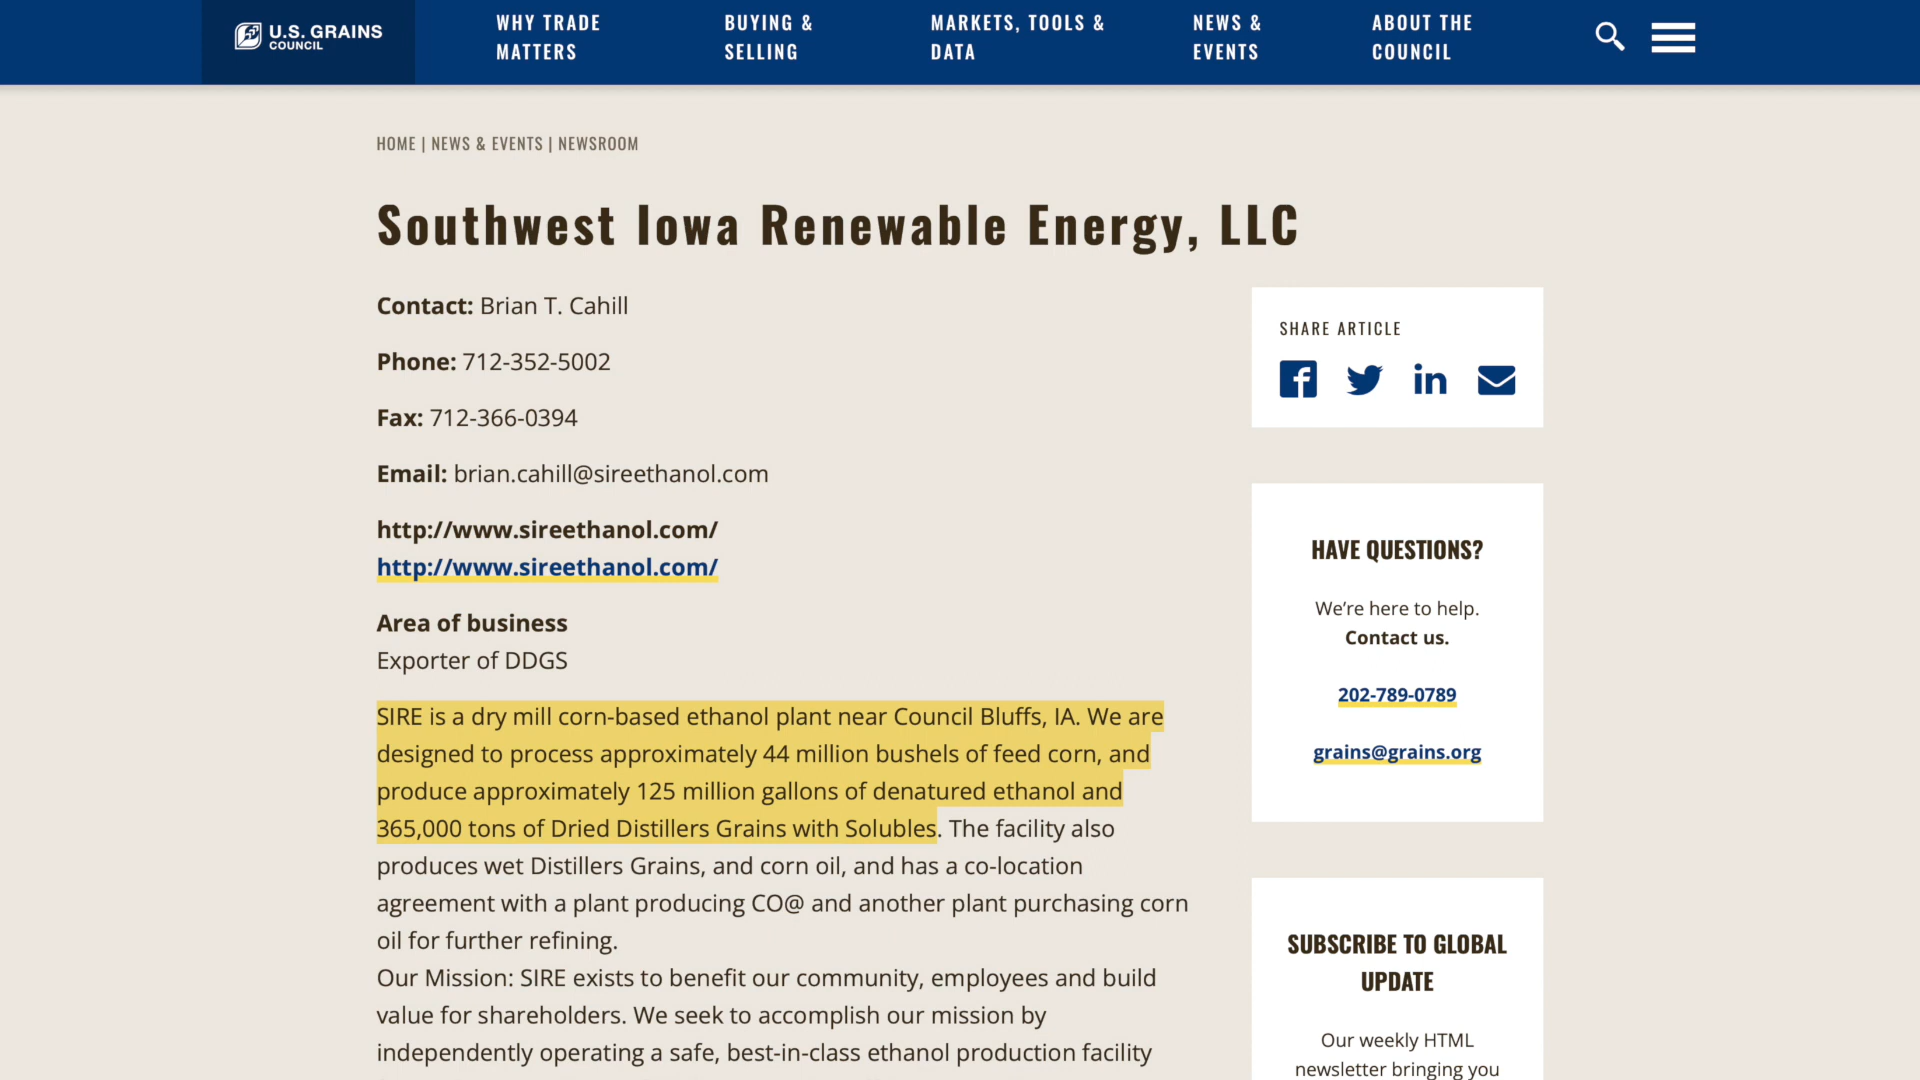 U.S. GRAINS
COUNCIL
WHY TRADE
MATTERS
BUYING &
SELLING
MARKETS, TOOLS &
DATA
NEWS &
EVENTS
ABOUT THE
COUNCIL
HOME | NEWS & EVENTS | NEWSROOM
Southwest Iowa Renewable Energy, LLC
Contact: Brian T. Cahill
Phone: 712-352-5002
Fax: 712-366-0394
Email: brian.cahill@sireethanol.com
http://www.sireethanol.com/
http://www.sireethanol.com/
Area of business
Exporter of DDGS
SIRE is a dry mill corn-based ethanol plant near Council Bluffs, IA. We are
designed to process approximately 44 million bushels of feed corn, and
produce approximately 125 million gallons of denatured ethanol and
365,000 tons of Dried Distillers Grains with Solubles. The facility also
produces wet Distillers Grains, and corn oil, and has a co-location
agreement with a plant producing CO@ and another plant purchasing corn
oil for further refining.
Our Mission: SIRE exists to benefit our community, employees and build
value for shareholders. We seek to accomplish our mission by
independently operating a safe, best-in-class ethanol production facility
SHARE ARTICLE
HAVE QUESTIONS?
We're here to help.
Contact us.
202-789-0789
grains@grains.org
SUBSCRIBE TO GLOBAL
UPDATE
Our weekly HTML
newsletter bringing you